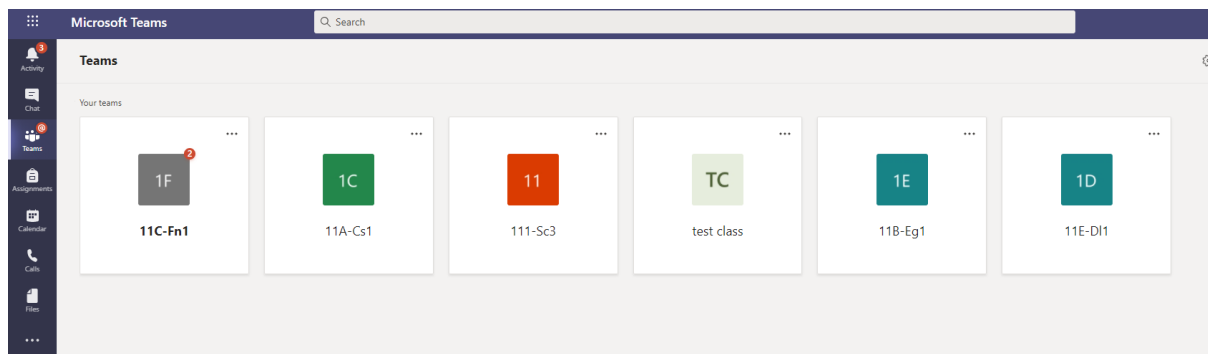 Microsoft Teams
Search
3
Activity
Chat
@
Teams
Assignments
Calendar
Calls
Files
Teams
Your teams
1F
2
11C-Fn1
1C
11A-Cs1
11
111-Sc3
TC
test class
1E
11B-Eg1
1D
11E-Dl1